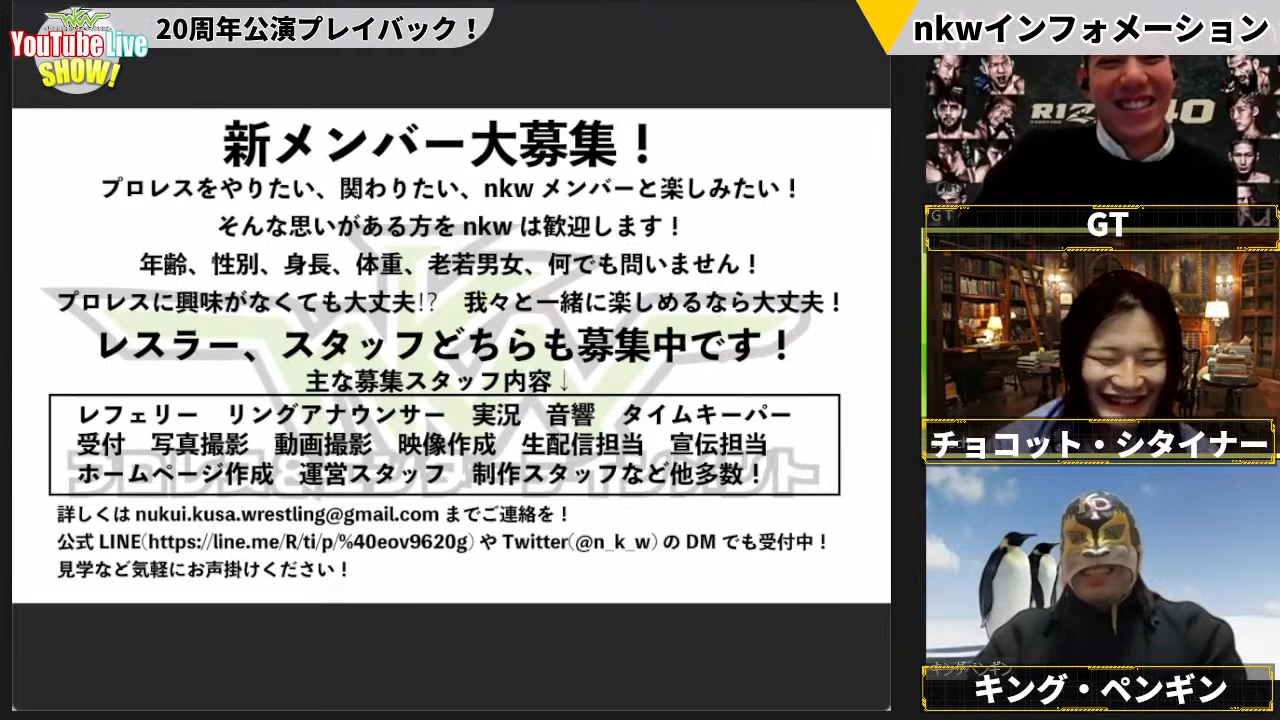 YouTube Live
SHOW!
20周年公演プレイバック！
nkwインフォメーション
新メンバー大募集！
プロレスをやりたい、関わりたい、nkw メンバーと楽しみたい！
そんな思いがある方を nkw は歓迎します！
年齢、性別、身長、体重、老若男女、何でも問いません！
プロレスに興味がなくても大丈夫!?　我々と一緒に楽しめるなら大丈夫！
レスラー、スタッフどちらも募集中です！
主な募集スタッフ内容↓
レフェリー　リングアナウンサー　実況　音響　タイムキーパー
受付　写真撮影　動画撮影　映像作成　生配信担当　宣伝担当
ホームページ作成　運営スタッフ　制作スタッフなど他多数！
詳しくは nukui.kusa.wrestling@gmail.com までご連絡を！
公式 LINE(https://line.me/R/ti/p/%40eov9620g) や Twitter(@n_k_w) の DM でも受付中！
見学など気軽にお声掛けください！
GT
GT
チョコット・シタイナー
キングペンギン
キング・ペンギン